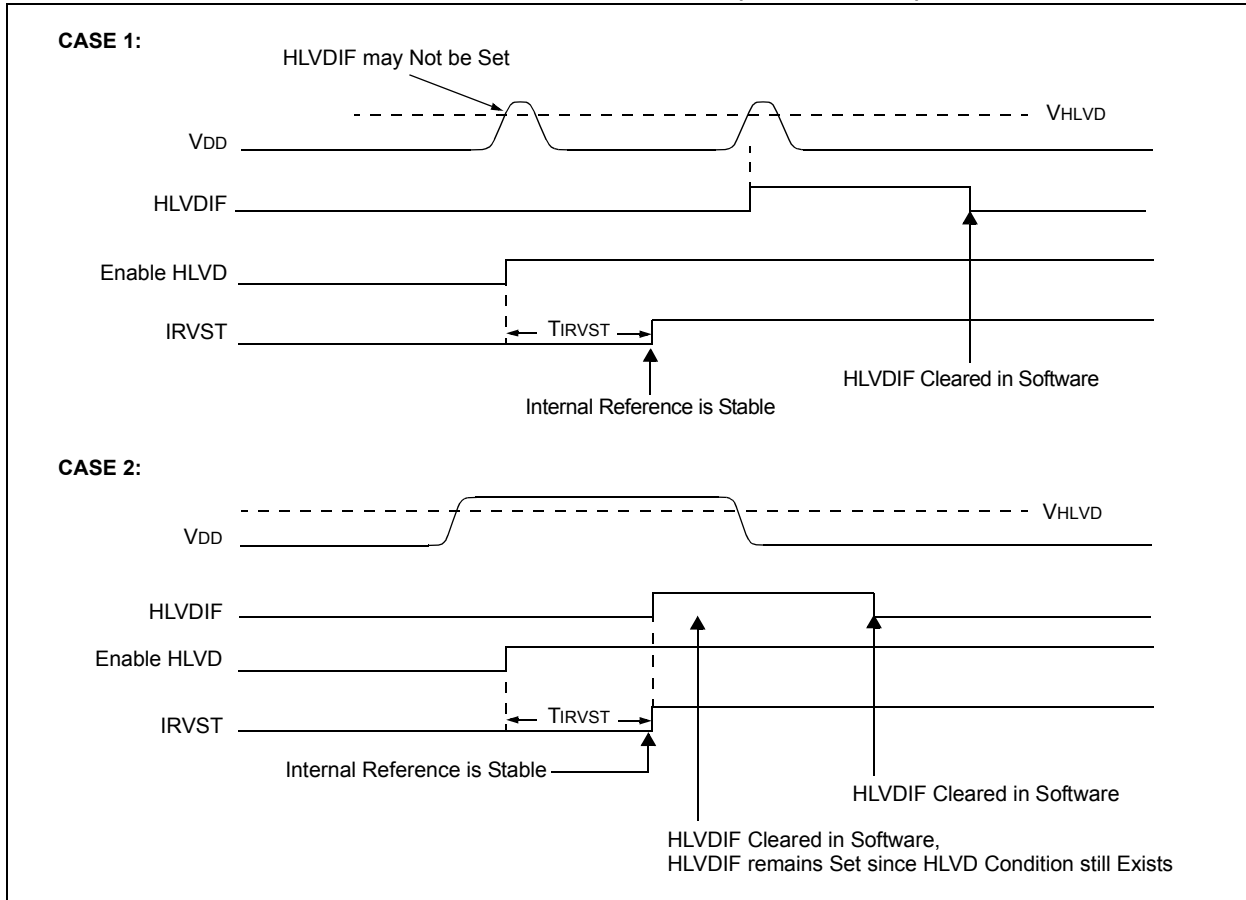 CASE 1:
HLVDIF may Not be Set
VHLVD
VDD
HLVDIF
Enable HLVD
TIRVST
IRVST
HLVDIF Cleared in Software
Internal Reference is Stable
CASE 2:
VHLVD
VDD
HLVDIF
Enable HLVD
TIRVST
IRVST
Internal Reference is Stable
HLVDIF Cleared in Software
HLVDIF Cleared in Software,
HLVDIF remains Set since HLVD Condition still Exists